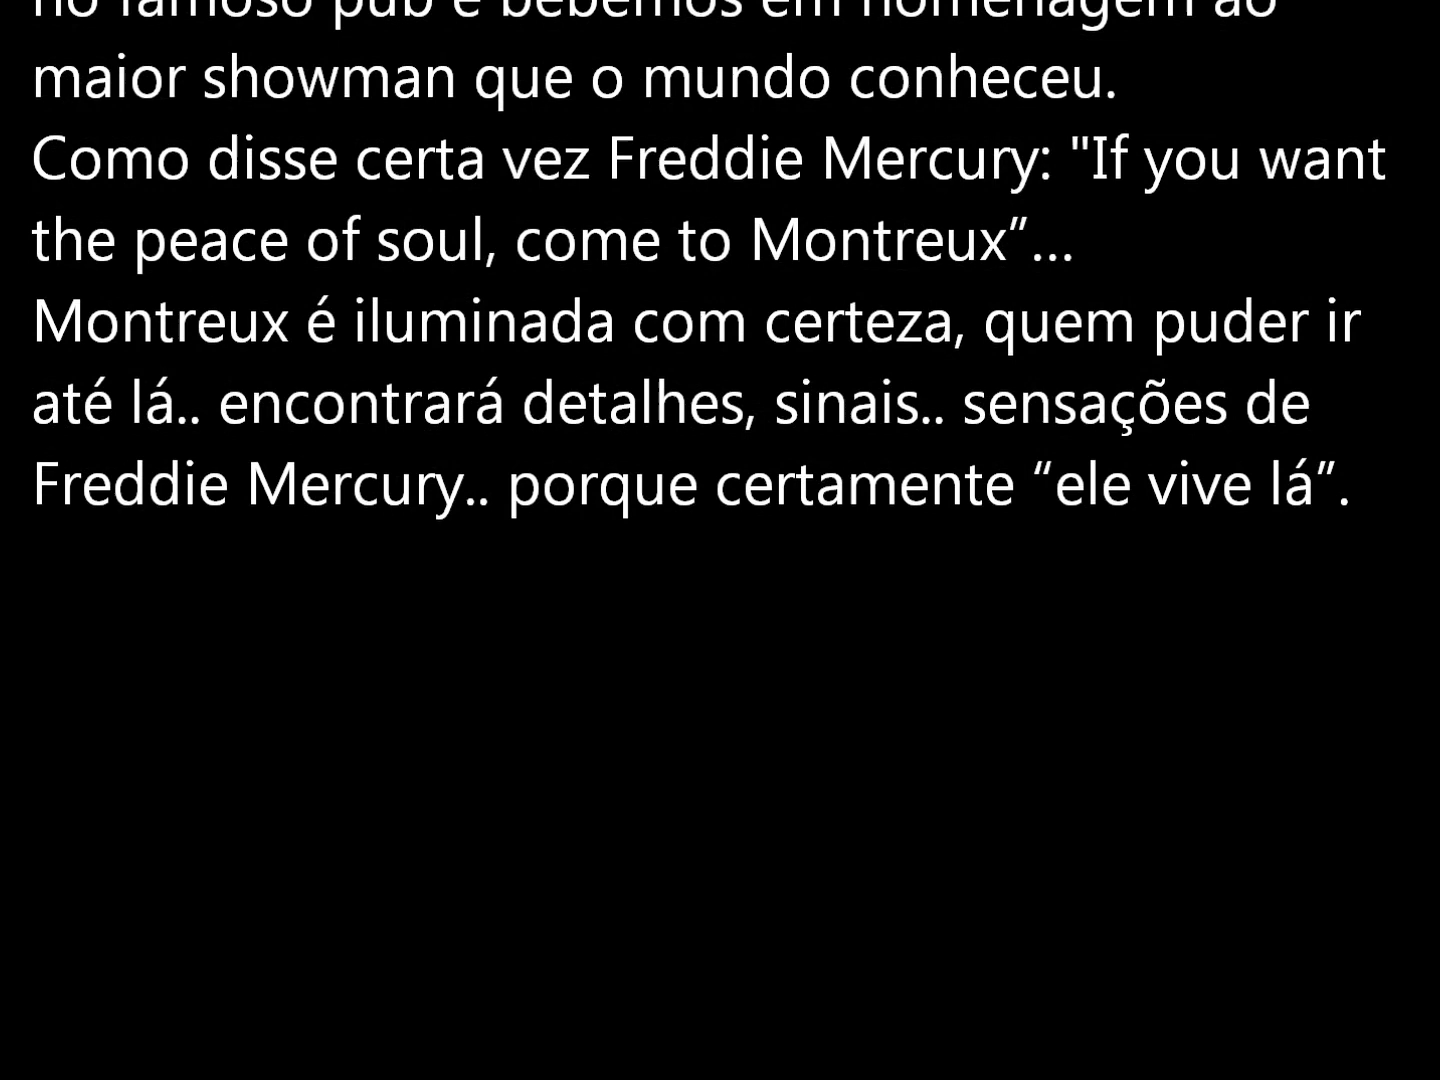 no famoso pub e bebemos em homenagem ao
maior showman que o mundo conheceu.
Como disse certa vez Freddie Mercury: "If you want
the peace of soul, come to Montreux”...
Montreux é iluminada com certeza, quem puder ir
até lá.. encontrará detalhes, sinais.. sensações de
Freddie Mercury.. porque certamente “ele vive lá”.